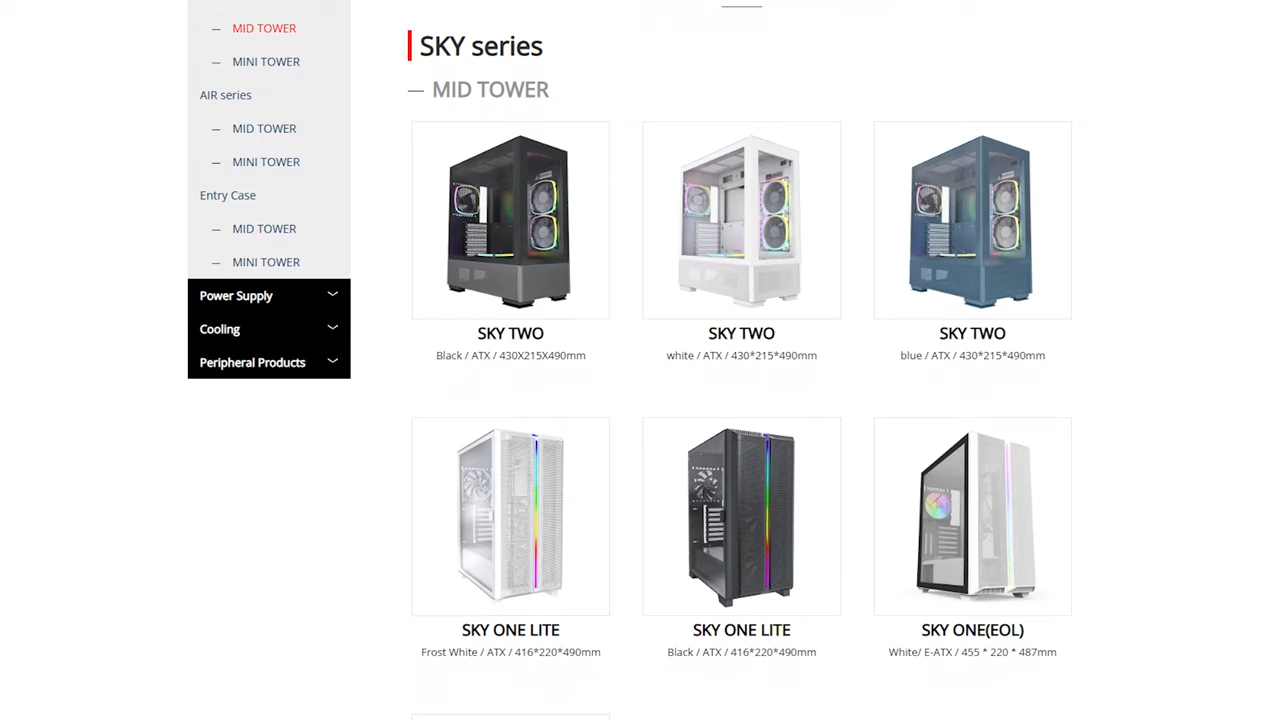 MID TOWER
MINI TOWER
AIR series
MID TOWER
MINI TOWER
Entry Case
MID TOWER
MINI TOWER
Power Supply
Cooling
Peripheral Products
SKY series
MID TOWER
SKY TWO
Black / ATX / 430X215X490mm
SKY TWO
white / ATX / 430*215*490mm
SKY TWO
blue / ATX / 430*215*490mm
SKY ONE LITE
Frost White / ATX / 416*220*490mm
SKY ONE LITE
Black / ATX / 416*220*490mm
SKY ONE(EOL)
White/ E-ATX / 455 * 220 * 487mm